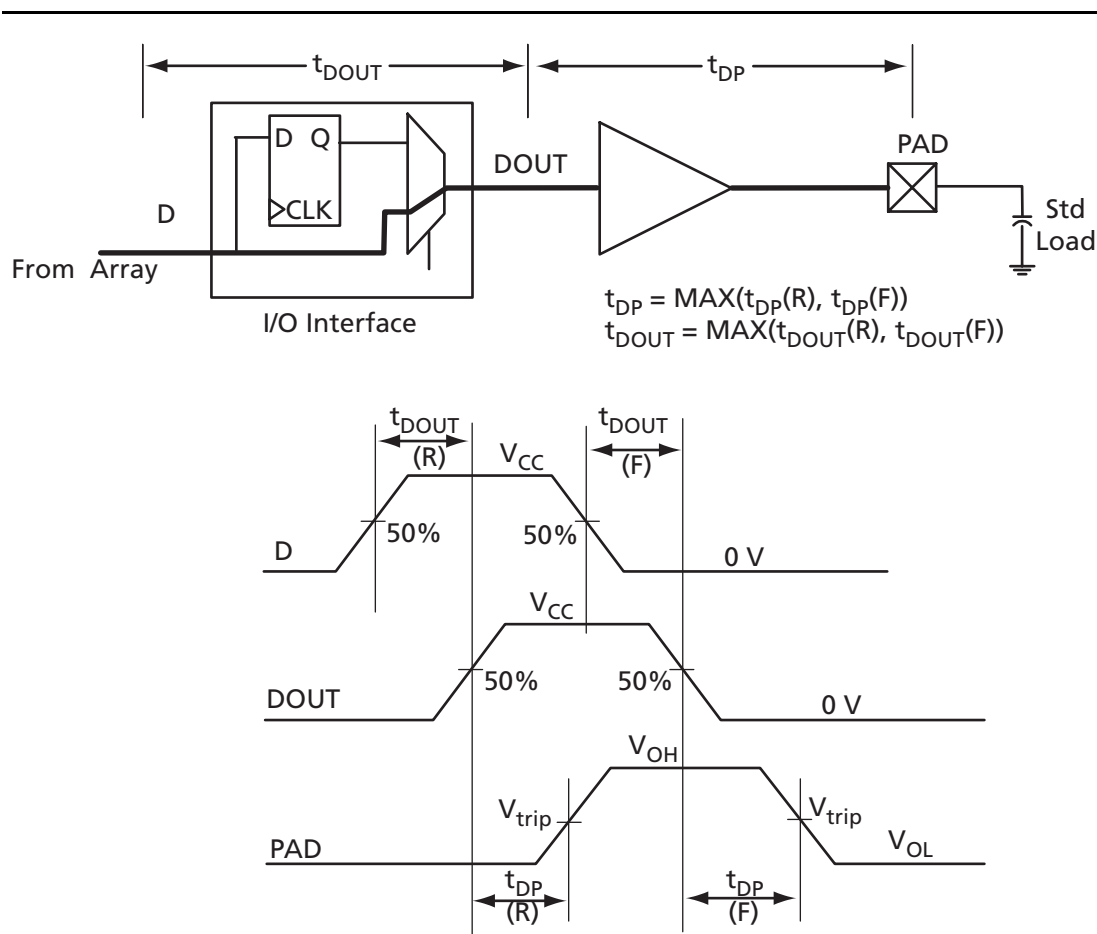 tDOUT
tDP
D Q
CLK
D
From Array
I/O Interface
DOUT
PAD
Std
Load
tDP = MAX(tDP(R), tDP(F))
tDOUT = MAX(tDOUT(R), tDOUT(F))
tDOUT
(R)
tDOUT
(F)
VCC
50%
50%
D
0 V
VCC
50%
50%
DOUT
0 V
VOH
Vtrip
Vtrip
PAD
VOL
tDP
(R)
tDP
(F)